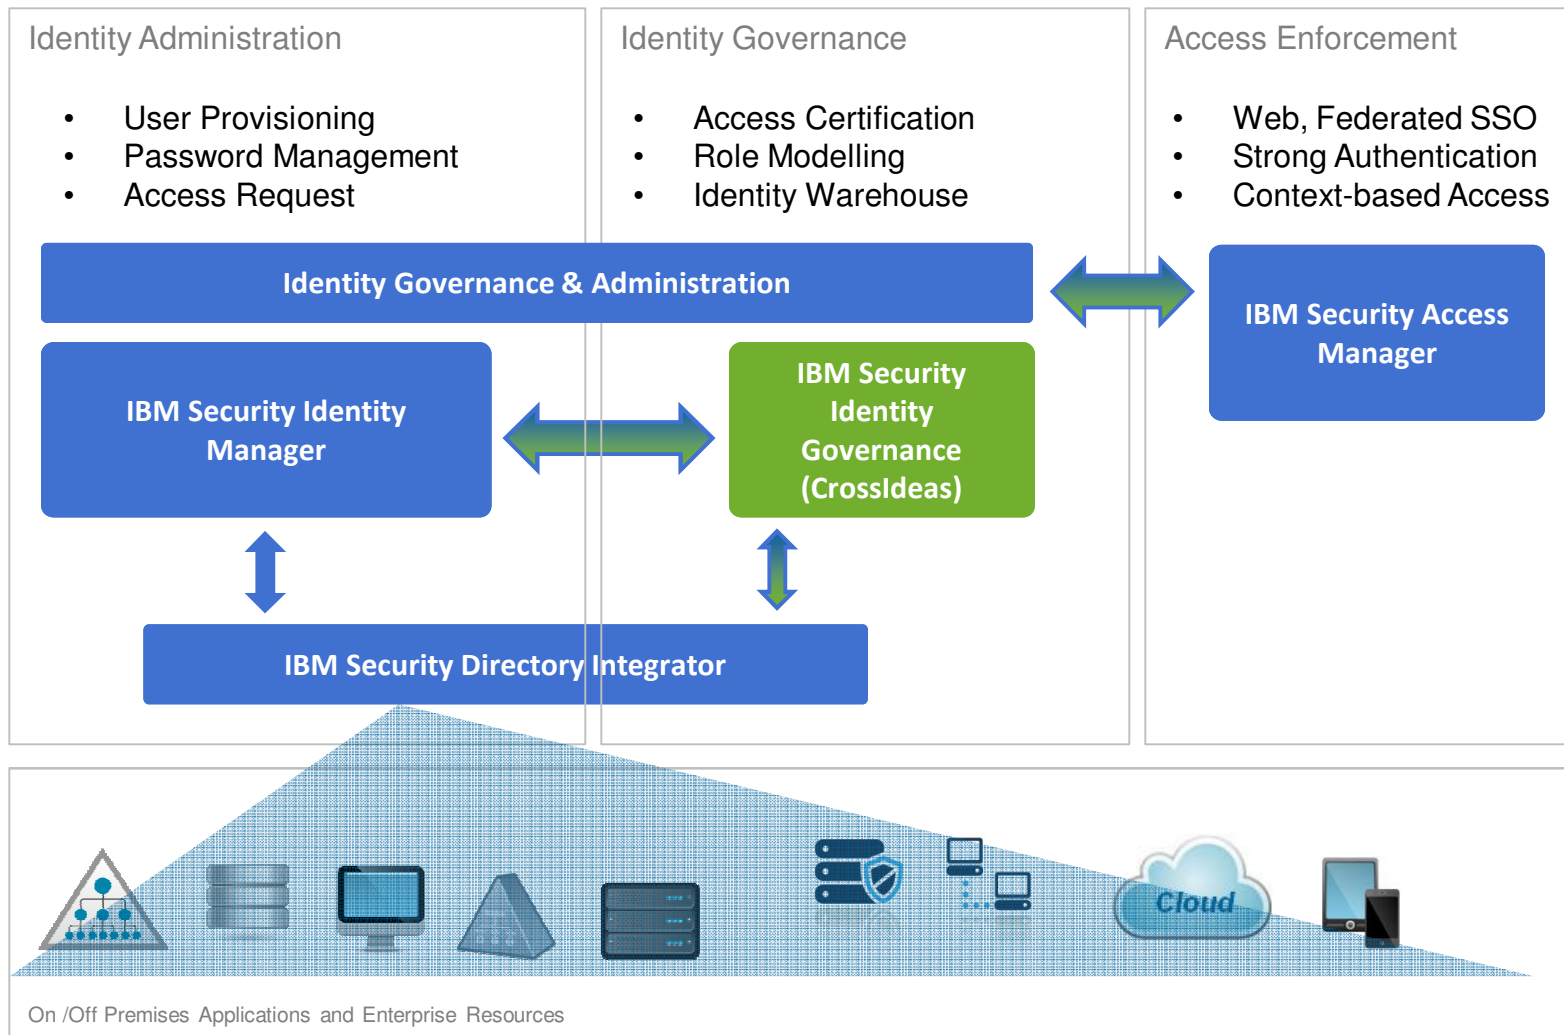 Identity Administration
• User Provisioning
• Password Management
• Access Request
Identity Governance
• Access Certification
• Role Modelling
• Identity Warehouse
Access Enforcement
• Web, Federated SSO
• Strong Authentication
• Context-based Access
Identity Governance & Administration
IBM Security Access
Manager
IBM Security Identity
Manager
IBM Security
Identity
Governance
(CrossIdeas)
IBM Security Directory Integrator
Cloud
On /Off Premises Applications and Enterprise Resources